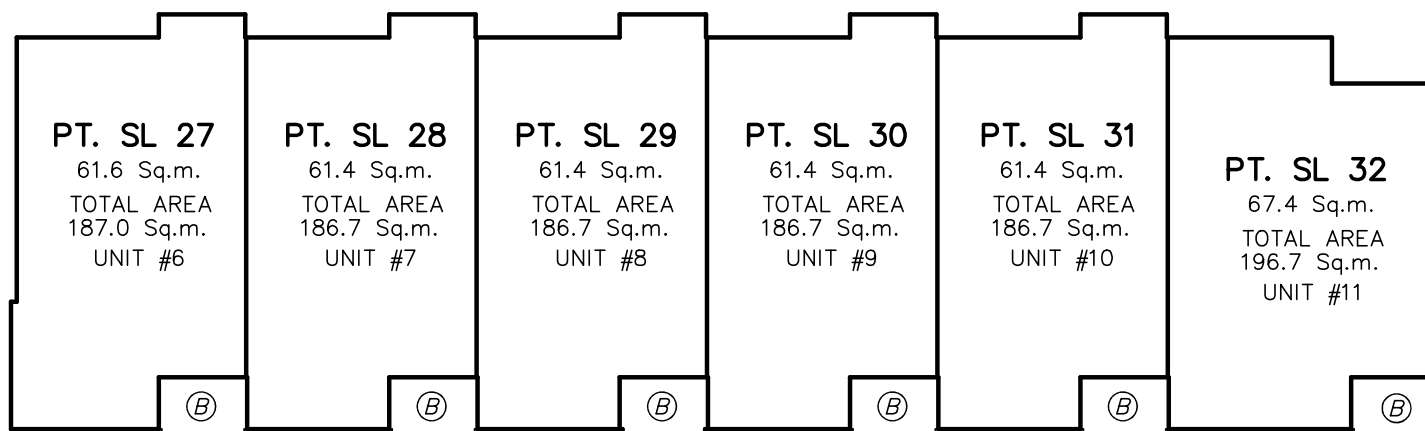 PT. SL 27
61.6 Sq.m.
TOTAL AREA
187.0 Sq.m.
UNIT #6
PT. SL 28
61.4 Sq.m.
TOTAL AREA
186.7 Sq.m.
UNIT #7
PT. SL 29
61.4 Sq.m.
TOTAL AREA
186.7 Sq.m.
UNIT #8
PT. SL 30
61.4 Sq.m.
TOTAL AREA
186.7 Sq.m.
UNIT #9
PT. SL 31
61.4 Sq.m.
TOTAL AREA
186.7 Sq.m.
UNIT #10
PT. SL 32
67.4 Sq.m.
TOTAL AREA
196.7 Sq.m.
UNIT #11
B
B
B
B
B
B